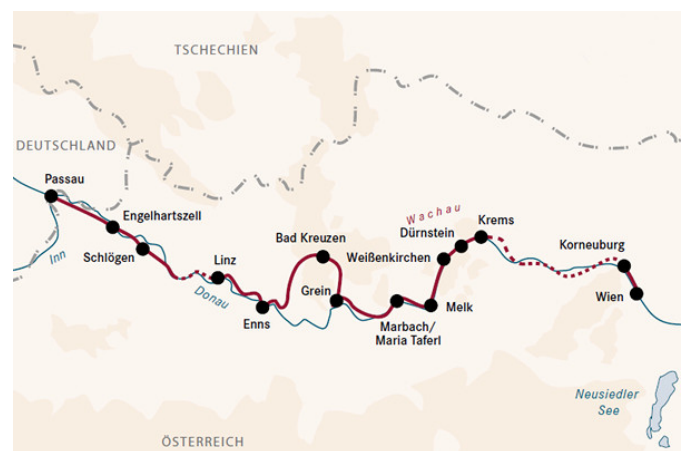 TSCHECHIEN
DEUTSCHLAND
Passau
Engelhartszell
Schlögen
Inn
Linz
Donau
Enns
Bad Kreuzen
Grein
Wachau
Dürnstein
Weißenkirchen
Krems
Marbach/
Maria Taferl
Melk
Korneuburg
Wien
Neusiedler
See
ÖSTERREICH